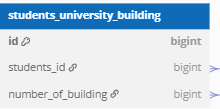 students_university_building
id bigint
students_id bigint
number_of_building bigint